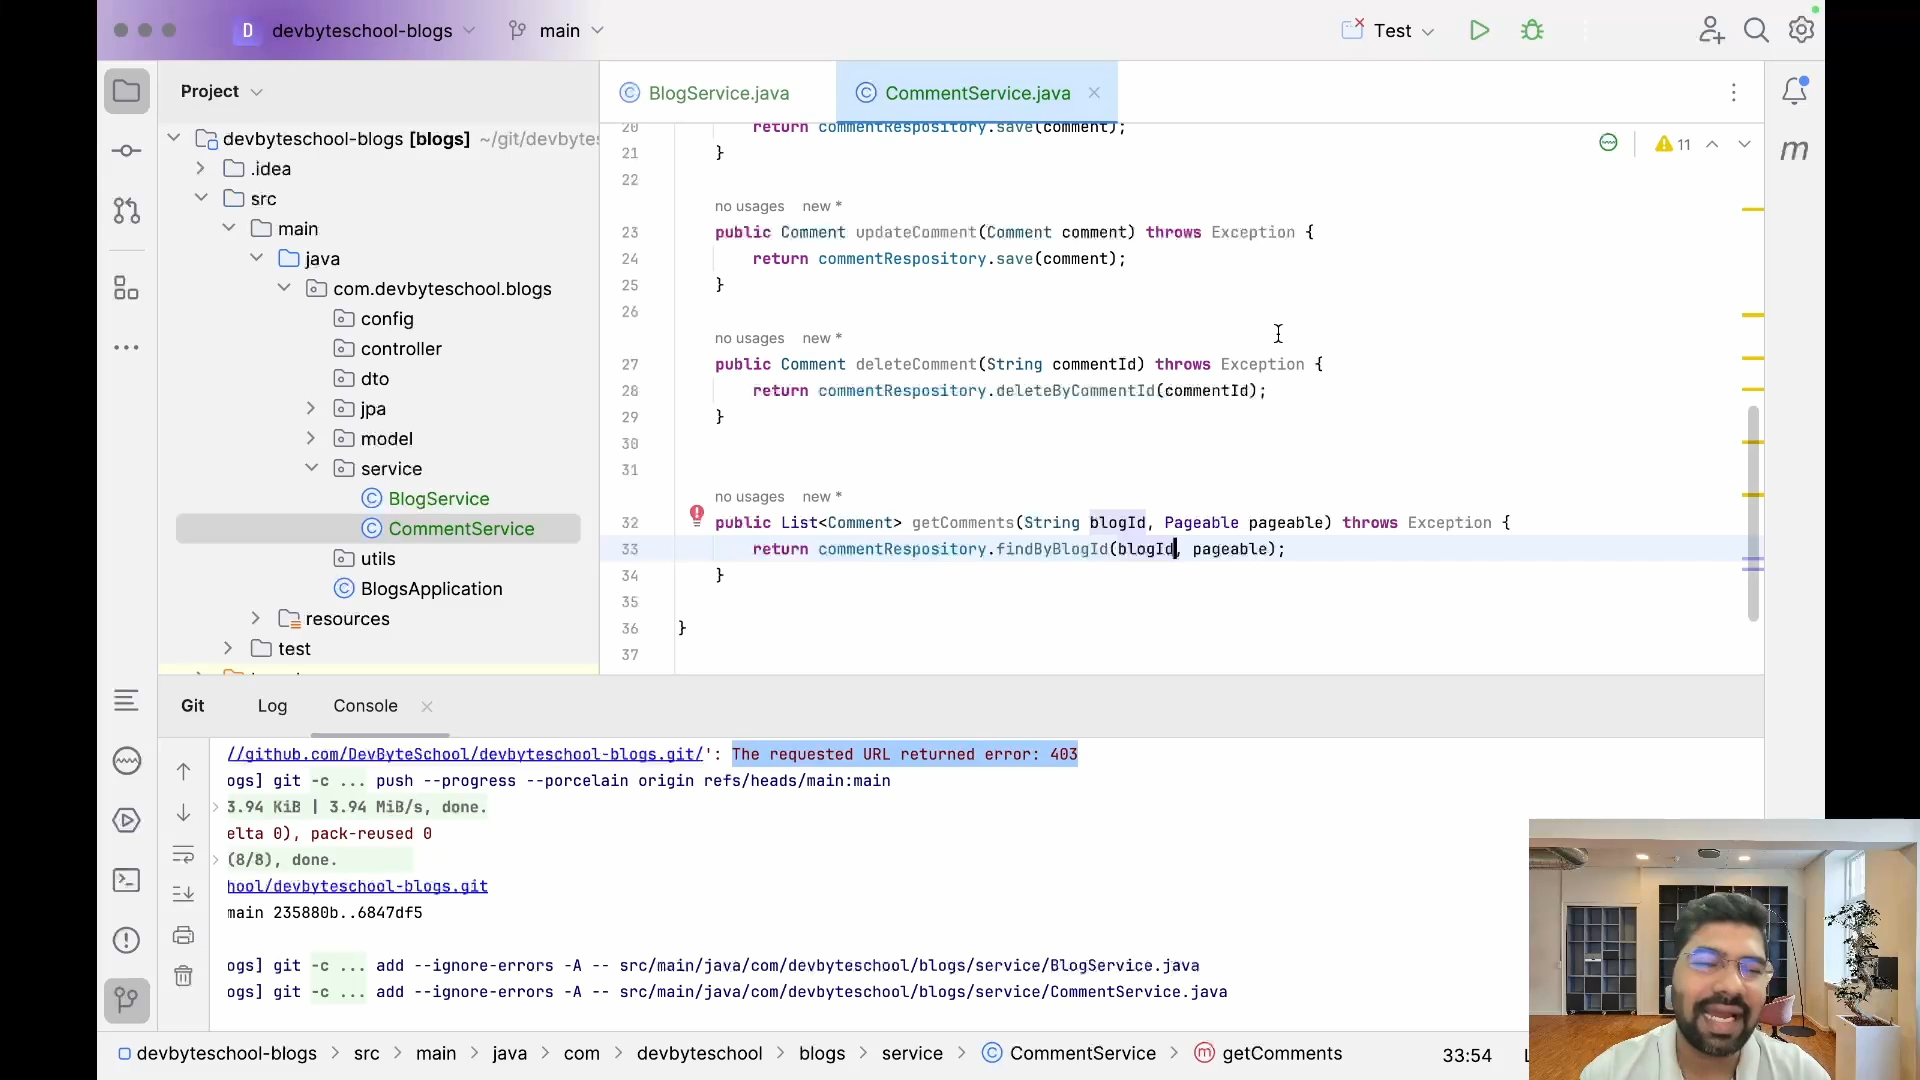 D devbyteschool-blogs main Test
Project
BlogService.java CommentService.java
devbyteschool-blogs [blogs] ~/git/devbytes
.idea
src
main
java
com.devbyteschool.blogs
config
controller
dto
jpa
model
service
BlogService
CommentService
utils
BlogsApplication
resources
test
11
m
20 return commentRespository.save(comment);
21 }
22
no usages new *
23 public Comment updateComment(Comment comment) throws Exception {
24 return commentRespository.save(comment);
25 }
26
no usages new *
27 public Comment deleteComment(String commentId) throws Exception {
28 return commentRespository.deleteByCommentId(commentId);
29 }
30
31
no usages new *
32 public List<Comment> getComments(String blogId, Pageable pageable) throws Exception {
33 return commentRespository.findByBlogId(blogId, pageable);
34 }
35
36 }
37
Git Log Console
//github.com/DevByteSchool/devbyteschool-blogs.git/': The requested URL returned error: 403
ogs] git -c ... push --progress --porcelain origin refs/heads/main:main
3.94 KiB | 3.94 MiB/s, done.
elta 0), pack-reused 0
(8/8), done.
hool/devbyteschool-blogs.git
main 235880b..6847df5
ogs] git -c ... add --ignore-errors -A -- src/main/java/com/devbyteschool/blogs/service/BlogService.java
ogs] git -c ... add --ignore-errors -A -- src/main/java/com/devbyteschool/blogs/service/CommentService.java
devbyteschool-blogs > src > main > java > com > devbyteschool > blogs > service > CommentService > getComments 33:54